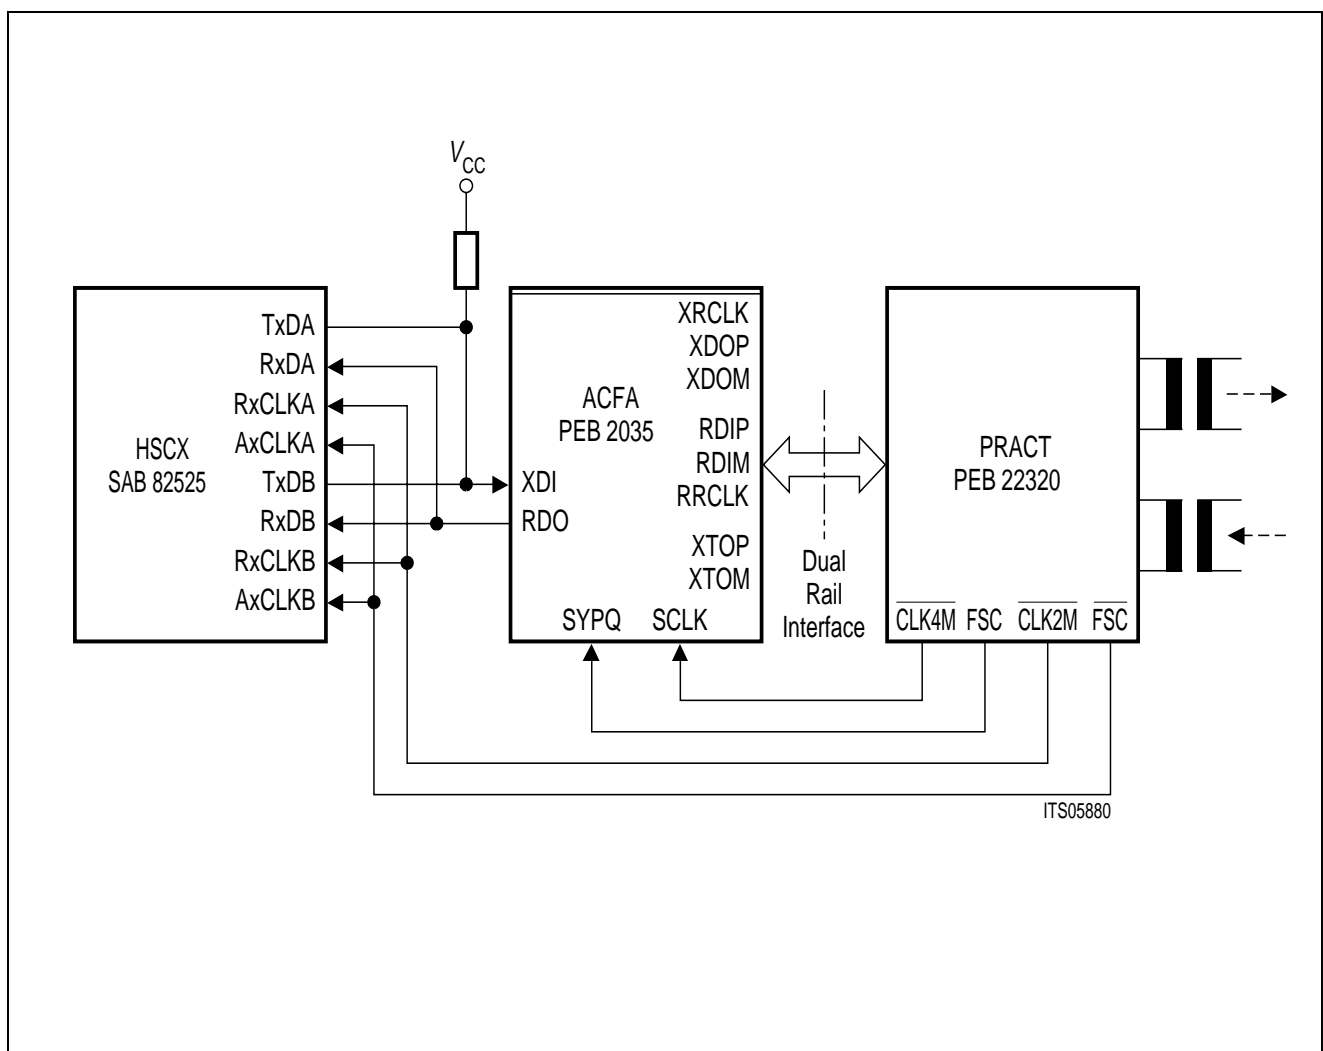 VCC
HSCX
SAB 82525
TxDA
RxDA
RxCLKA
AxCLKA
TxDB
RxDB
RxCLKB
AxCLKB
ACFA
PEB 2035
XDI
RDO
XRCLK
XDOP
XDOM
RDIP
RDIM
RRCLK
XTOP
XTOM
SYPQ SCLK
Dual
Rail
Interface
PRACT
PEB 22320
CLK4M FSC CLK2M FSC
ITS05880